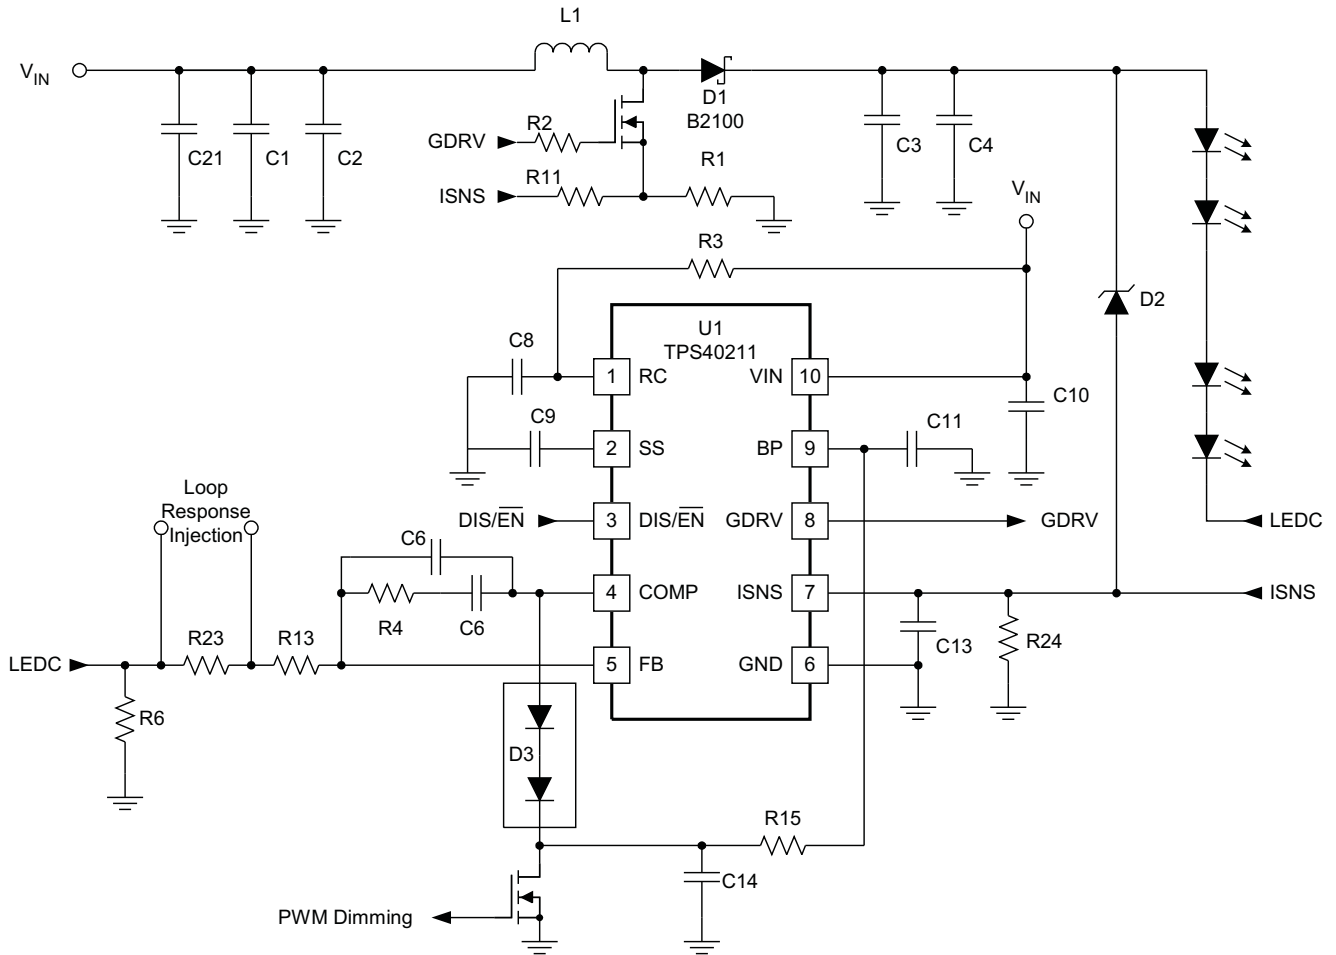 L1
VIN
D1
B2100
GDRV
R2
C21
C1
C2
C3
C4
R1
ISNS
R11
VIN
R3
D2
U1
TPS40211
C8
1
RC
VIN
10
C10
C9
C11
2
SS
BP
9
Loop
Response
Injection
DIS/EN
3
DIS/EN
GDRV
8
GDRV
LEDC
C6
4
COMP
ISNS
7
ISNS
R4
C6
R23
R13
C13
R24
LEDC
5
FB
GND
6
R6
D3
R15
C14
PWM Dimming